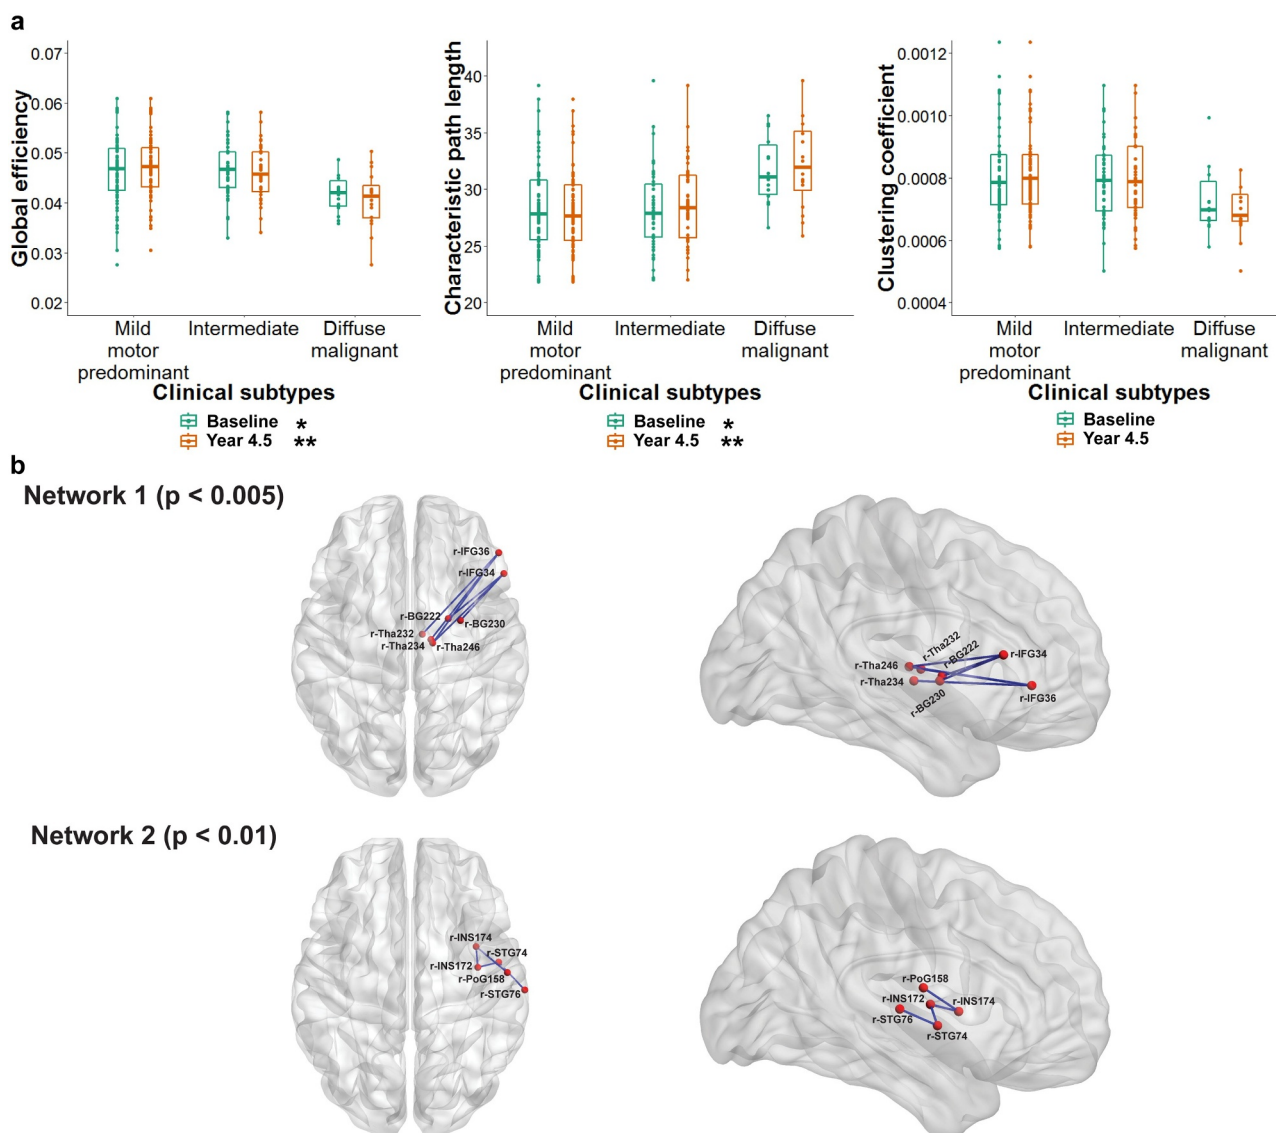 a
Global efficiency
0.07
0.06
0.05
0.04
0.03
0.02
Mild
motor
predominant
Intermediate
Diffuse
malignant
Clinical subtypes
Baseline *
Year 4.5 **
Characteristic path length
40
35
30
25
20
Mild
motor
predominant
Intermediate
Diffuse
malignant
Clinical subtypes
Baseline *
Year 4.5 **
Clustering coefficient
0.0012
0.0010
0.0008
0.0006
0.0004
Mild
motor
predominant
Intermediate
Diffuse
malignant
Clinical subtypes
Baseline
Year 4.5
b
Network 1 (p < 0.005)
r-IFG36
r-IFG34
r-BG222
r-BG230
r-Tha232
r-Tha234
r-Tha246
r-Tha232
r-BG222
r-IFG34
r-Tha246
r-Tha234
r-BG230
r-IFG36
Network 2 (p < 0.01)
r-INS174
r-STG74
r-INS172
r-PoG158
r-STG76
r-PoG158
r-INS172
r-INS174
r-STG76
r-STG74